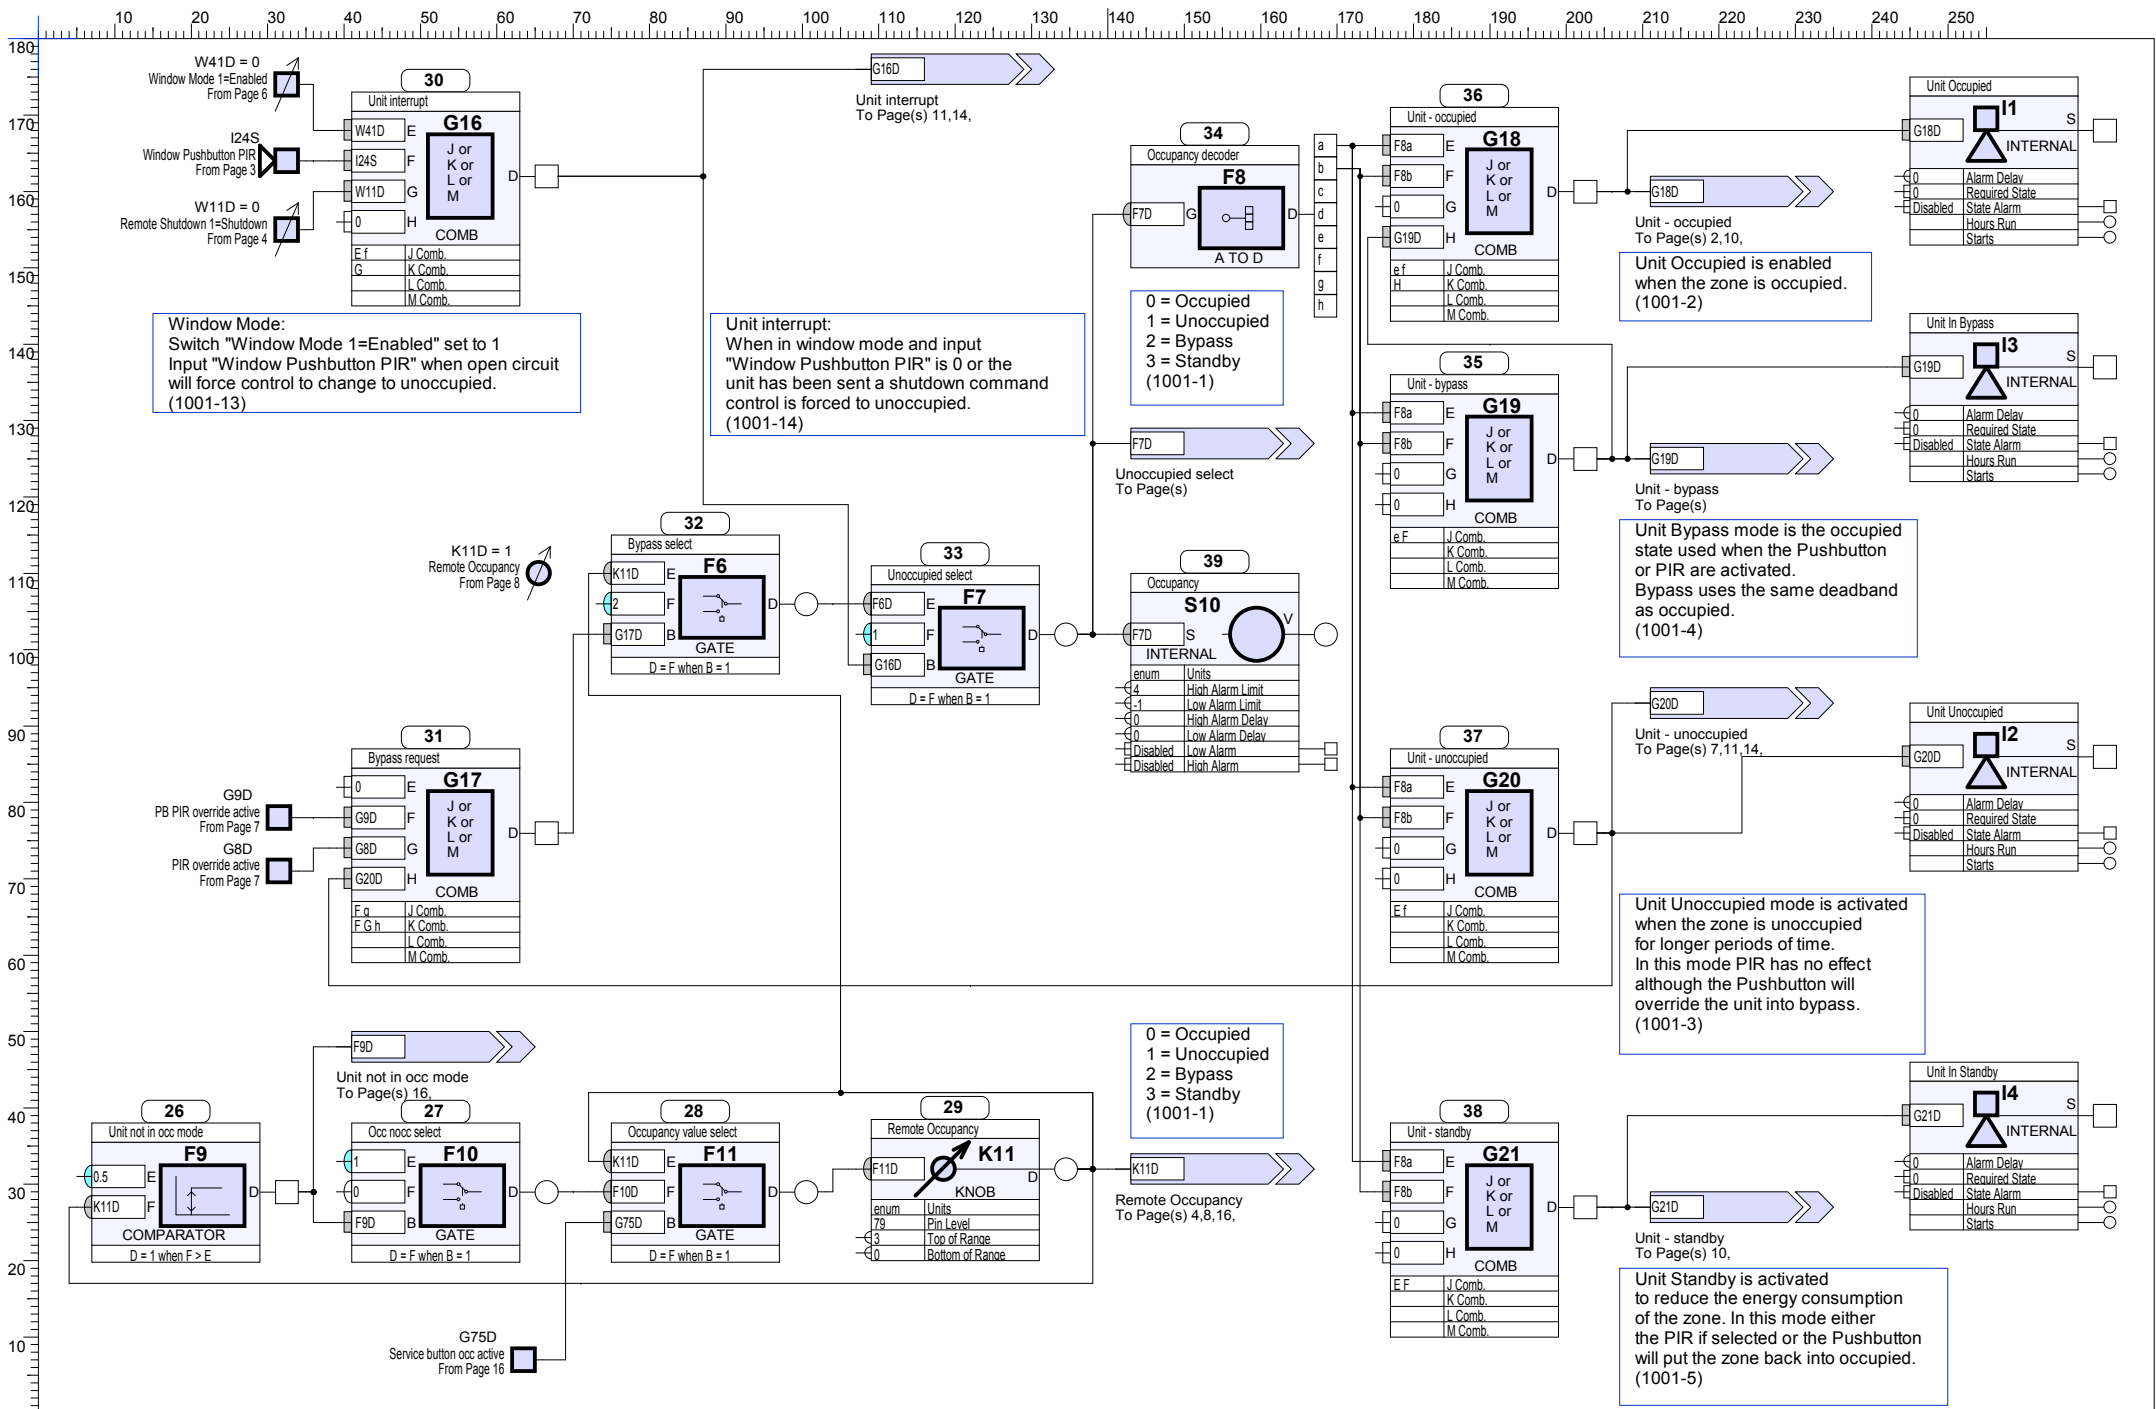 10 20 30 40 50 60 70 80 90 100 110 120 130 140 150 160 170 180 190 200 210 220 230 240 250
180
170
160
150
140
130
120
110
100
90
80
70
60
50
40
30
20
10
W41D = 0
Window Mode 1=Enabled
From Page 6
I24S
Window Pushbutton PIR
From Page 3
W11D = 0
Remote Shutdown 1=Shutdown
From Page 4
30
Unit interrupt
G16
W41D E
I24S F
W11D G
0 H
J or
K or
L or
M
D
COMB
E f J Comb.
G K Comb.
L Comb.
M Comb.
G16D
Unit interrupt
To Page(s) 11,14,
Window Mode:
Switch "Window Mode 1=Enabled" set to 1
Input "Window Pushbutton PIR" when open circuit
will force control to change to unoccupied.
(1001-13)
Unit interrupt:
When in window mode and input
"Window Pushbutton PIR" is 0 or the
unit has been sent a shutdown command
control is forced to unoccupied.
(1001-14)
34
Occupancy decoder
F8
F7D G
D
A TO D
a
b
c
d
e
f
g
h
0 = Occupied
1 = Unoccupied
2 = Bypass
3 = Standby
(1001-1)
F7D
Unoccupied select
To Page(s)
36
Unit - occupied
G18
F8a E
F8b F
0 G
G19D H
J or
K or
L or
M
D
COMB
e f J Comb.
H K Comb.
L Comb.
M Comb.
G18D
Unit - occupied
To Page(s) 2,10,
Unit Occupied is enabled
when the zone is occupied.
(1001-2)
Unit Occupied
I1
G18D
S
INTERNAL
0 Alarm Delay
0 Required State
Disabled State Alarm
Hours Run
Starts
35
Unit - bypass
G19
F8a E
F8b F
0 G
0 H
J or
K or
L or
M
D
COMB
e F J Comb.
K Comb.
L Comb.
M Comb.
G19D
Unit - bypass
To Page(s)
Unit Bypass mode is the occupied
state used when the Pushbutton
or PIR are activated.
Bypass uses the same deadband
as occupied.
(1001-4)
Unit In Bypass
I3
G19D
S
INTERNAL
0 Alarm Delay
0 Required State
Disabled State Alarm
Hours Run
Starts
K11D = 1
Remote Occupancy
From Page 8
32
Bypass select
F6
K11D E
2 F
G17D B
D
GATE
D = F when B = 1
33
Unoccupied select
F7
F6D E
1 F
G16D B
D
GATE
D = F when B = 1
39
Occupancy
S10
F7D S
V
INTERNAL
enum Units
4 High Alarm Limit
-1 Low Alarm Limit
0 High Alarm Delay
0 Low Alarm Delay
Disabled Low Alarm
Disabled High Alarm
G9D
PB PIR override active
From Page 7
G8D
PIR override active
From Page 7
31
Bypass request
G17
0 E
G9D F
G8D G
G20D H
J or
K or
L or
M
D
COMB
F g J Comb.
F G h K Comb.
L Comb.
M Comb.
37
Unit - unoccupied
G20
F8a E
F8b F
0 G
0 H
J or
K or
L or
M
D
COMB
E f J Comb.
K Comb.
L Comb.
M Comb.
G20D
Unit - unoccupied
To Page(s) 7,11,14,
Unit Unoccupied mode is activated
when the zone is unoccupied
for longer periods of time.
In this mode PIR has no effect
although the Pushbutton will
override the unit into bypass.
(1001-3)
Unit Unoccupied
I2
G20D
S
INTERNAL
0 Alarm Delay
0 Required State
Disabled State Alarm
Hours Run
Starts
F9D
Unit not in occ mode
To Page(s) 16,
26
Unit not in occ mode
F9
0.5 E
K11D F
D
COMPARATOR
D = 1 when F > E
27
Occ nocc select
F10
1 E
0 F
F9D B
D
GATE
D = F when B = 1
28
Occupancy value select
F11
K11D E
F10D F
G75D B
D
GATE
D = F when B = 1
29
Remote Occupancy
K11
F11D
D
KNOB
enum Units
79 Pin Level
3 Top of Range
0 Bottom of Range
0 = Occupied
1 = Unoccupied
2 = Bypass
3 = Standby
(1001-1)
K11D
Remote Occupancy
To Page(s) 4,8,16,
G75D
Service button occ active
From Page 16
38
Unit - standby
G21
F8a E
F8b F
0 G
0 H
J or
K or
L or
M
D
COMB
E F J Comb.
K Comb.
L Comb.
M Comb.
G21D
Unit - standby
To Page(s) 10,
Unit Standby is activated
to reduce the energy consumption
of the zone. In this mode either
the PIR if selected or the Pushbutton
will put the zone back into occupied.
(1001-5)
Unit In Standby
I4
G21D
S
INTERNAL
0 Alarm Delay
0 Required State
Disabled State Alarm
Hours Run
Starts